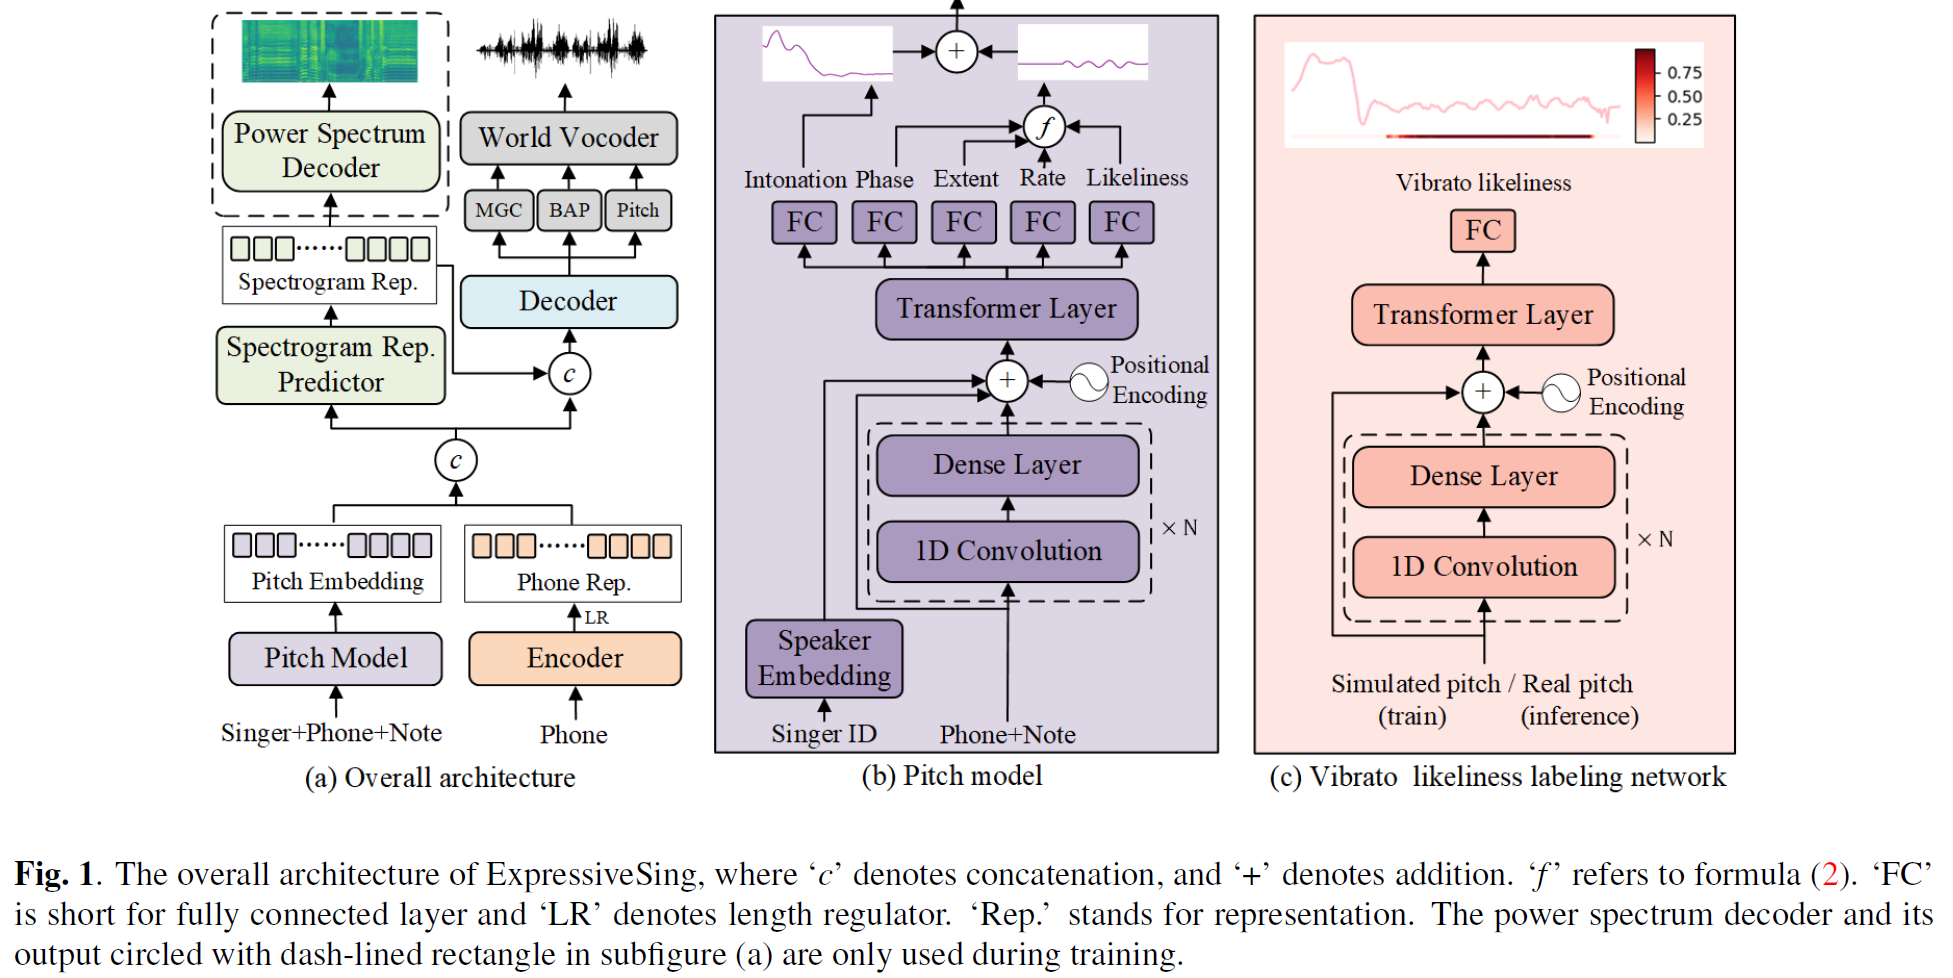 Power Spectrum
Decoder
World Vocoder
MGC
BAP
Pitch
Spectrogram Rep.
Decoder
Spectrogram Rep.
Predictor
c
c
Pitch Embedding
Phone Rep.
LR
Pitch Model
Encoder
Singer+Phone+Note
Phone
(a) Overall architecture
+
f
Intonation Phase Extent Rate Likeliness
FC FC FC FC FC
Transformer Layer
+
Positional
Encoding
Dense Layer
× N
1D Convolution
Speaker
Embedding
Singer ID
Phone+Note
(b) Pitch model
0.75
0.50
0.25
Vibrato likeliness
FC
Transformer Layer
+
Positional
Encoding
Dense Layer
× N
1D Convolution
Simulated pitch / Real pitch
(train) (inference)
(c) Vibrato likeliness labeling network
Fig. 1. The overall architecture of ExpressiveSing, where ‘c’ denotes concatenation, and ‘+’ denotes addition. ‘f’ refers to formula (2). ‘FC’
is short for fully connected layer and ‘LR’ denotes length regulator. ‘Rep.’ stands for representation. The power spectrum decoder and its
output circled with dash-lined rectangle in subfigure (a) are only used during training.